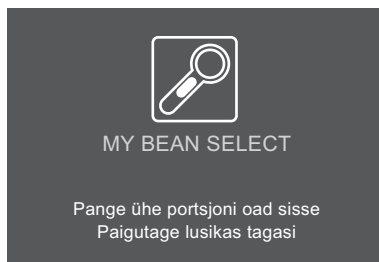 MY BEAN SELECT
Pange ühe portsjoni oad sisse
Paigutage lusikas tagasi